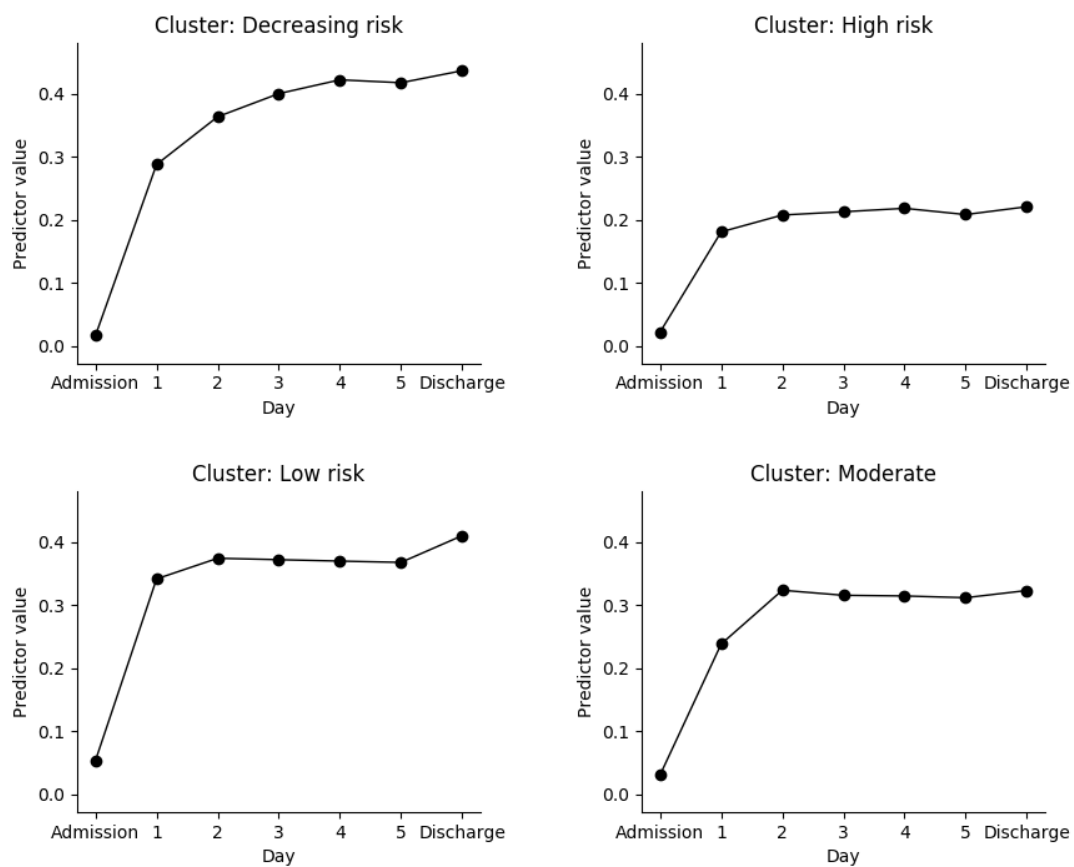 Cluster: Decreasing risk
Predictor value
0.4
0.3
0.2
0.1
0.0
Admission 1 2 3 4 5 Discharge
Day
Cluster: High risk
Predictor value
0.4
0.3
0.2
0.1
0.0
Admission 1 2 3 4 5 Discharge
Day
Cluster: Low risk
Predictor value
0.4
0.3
0.2
0.1
0.0
Admission 1 2 3 4 5 Discharge
Day
Cluster: Moderate
Predictor value
0.4
0.3
0.2
0.1
0.0
Admission 1 2 3 4 5 Discharge
Day